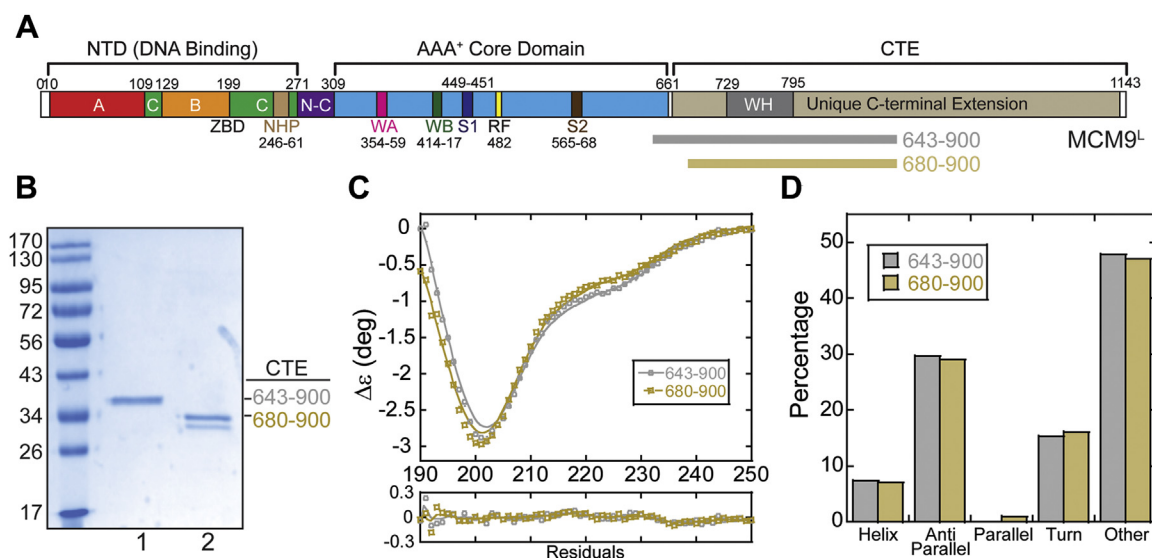 A
NTD (DNA Binding)
AAA+ Core Domain
CTE
0 10 109 129 199 271 309 449-451 661 729 795 1143
A C B C N-C WH Unique C-terminal Extension
ZBD NHP WA WB S1 RF S2 MCM9L
246-61 354-59 414-17 482 565-68
643-900
680-900
B
170
130
95
72
56
43
34
26
17
1 2
CTE
643-900
680-900
C
Δε (deg)
0
-0.5
-1
-1.5
-2
-2.5
-3
643-900
680-900
190 200 210 220 230 240 250
0.3
0
-0.3
Residuals
D
Percentage
50
40
30
20
10
0
643-900
680-900
Helix Anti Parallel Parallel Turn Other